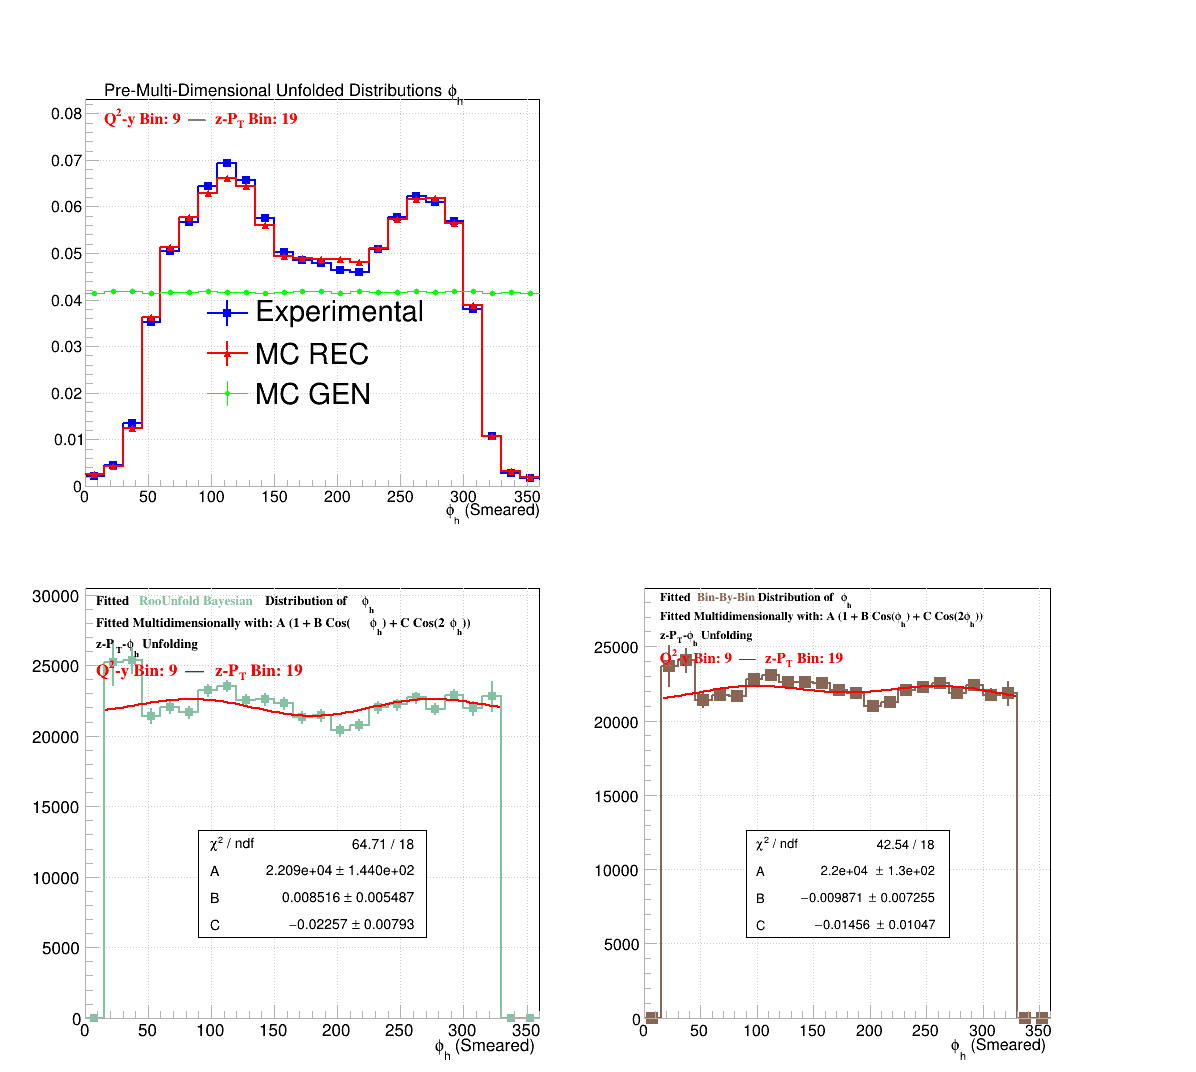 Pre-Multi-Dimensional Unfolded Distributions ϕh
Q²-y Bin: 9 — z-PT Bin: 19
0.08
0.07
0.06
0.05
0.04
0.03
0.02
0.01
0
Experimental
MC REC
MC GEN
0 50 100 150 200 250 300 350
ϕh (Smeared)
Fitted RooUnfold Bayesian Distribution of ϕh
Fitted Multidimensionally with: A (1 + B Cos(ϕh) + C Cos(2 ϕh))
z-PT-ϕh Unfolding
Q²-y Bin: 9 — z-PT Bin: 19
30000
25000
20000
15000
10000
5000
0
χ² / ndf 64.71 / 18
A 2.209e+04 ± 1.440e+02
B 0.008516 ± 0.005487
C −0.02257 ± 0.00793
0 50 100 150 200 250 300 350
ϕh (Smeared)
Fitted Bin-By-Bin Distribution of ϕh
Fitted Multidimensionally with: A (1 + B Cos(ϕh) + C Cos(2ϕh))
z-PT-ϕh Unfolding
Q²-y Bin: 9 — z-PT Bin: 19
25000
20000
15000
10000
5000
0
χ² / ndf 42.54 / 18
A 2.2e+04 ± 1.3e+02
B −0.009871 ± 0.007255
C −0.01456 ± 0.01047
0 50 100 150 200 250 300 350
ϕh (Smeared)